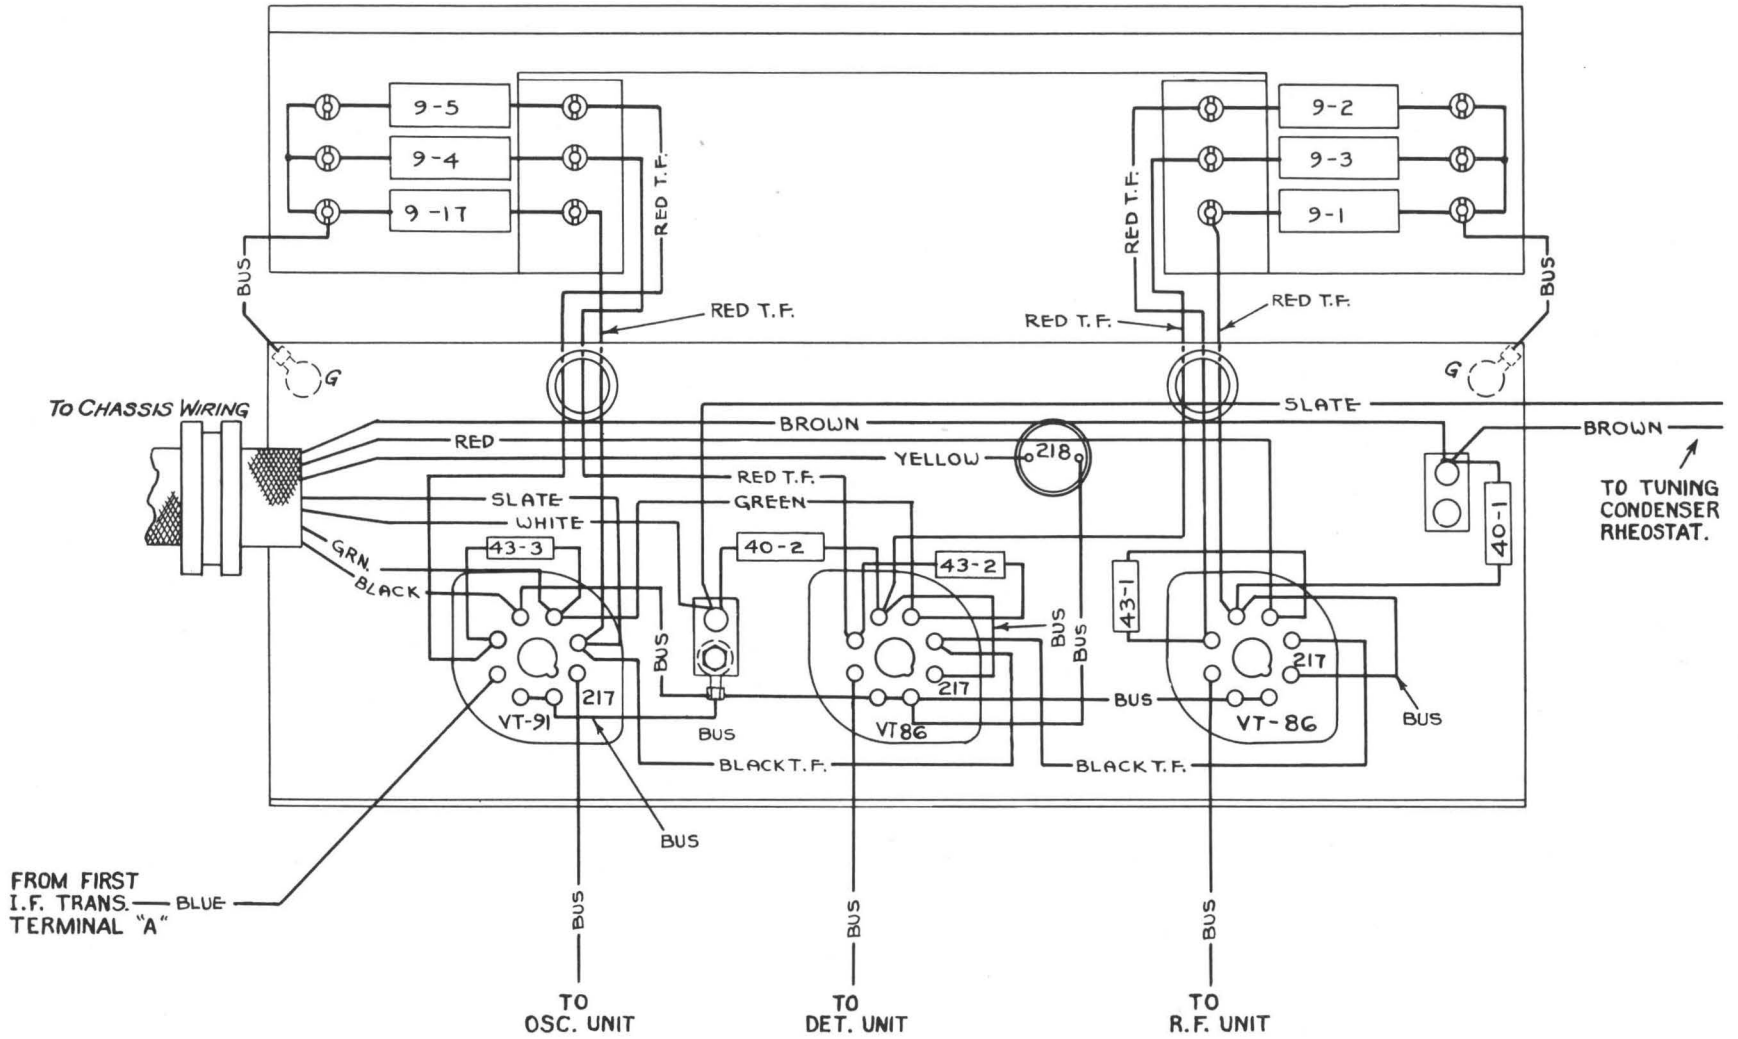 9-5
9-2
9-4
9-3
9-17
9-1
RED T.F.
RED T.F.
BUS
BUS
RED T.F.
RED T.F.
RED T.F.
G
G
TO CHASSIS WIRING
SLATE
BROWN
BROWN
RED
YELLOW
218
RED T.F.
SLATE
GREEN
WHITE
TO TUNING
CONDENSER
RHEOSTAT.
40-1
GRN.
43-3
40-2
43-2
43-1
BLACK
BUS
BUS
BUS
217
217
217
VT-91
VT86
VT-86
BUS
BUS
BUS
BLACK T.F.
BLACK T.F.
BUS
FROM FIRST
I.F. TRANS.
TERMINAL "A"
BLUE
BUS
BUS
BUS
TO
OSC. UNIT
TO
DET. UNIT
TO
R.F. UNIT